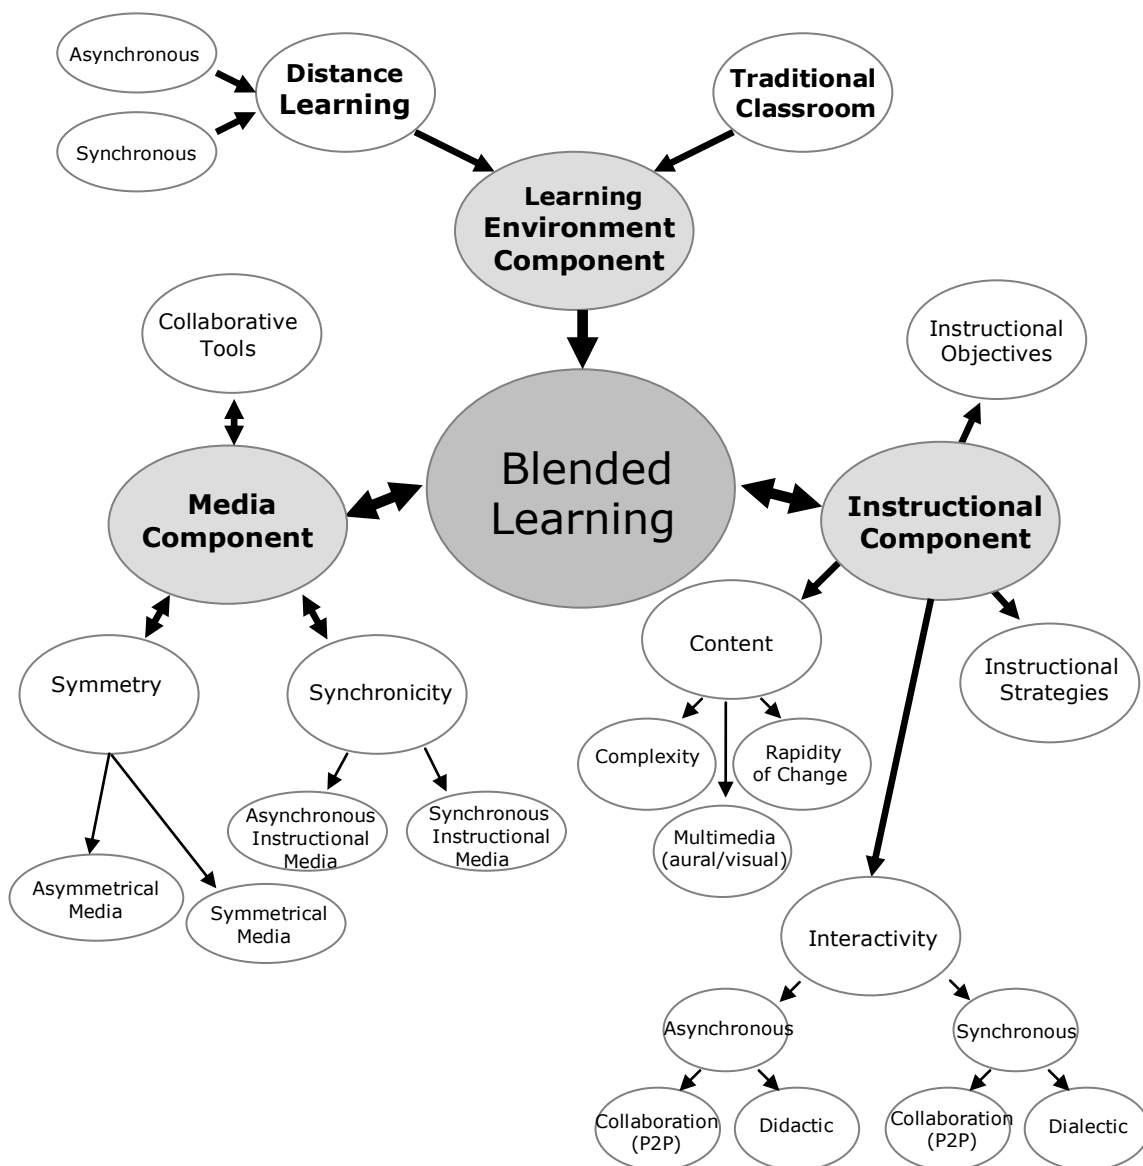 Asynchronous
Synchronous
Distance
Learning
Traditional
Classroom
Learning
Environment
Component
Collaborative
Tools
Instructional
Objectives
Blended
Learning
Media
Component
Instructional
Component
Symmetry
Synchronicity
Content
Instructional
Strategies
Complexity
Rapidity
of Change
Multimedia
(aural/visual)
Asynchronous
Instructional
Media
Synchronous
Instructional
Media
Asymmetrical
Media
Symmetrical
Media
Interactivity
Asynchronous
Synchronous
Collaboration
(P2P)
Didactic
Collaboration
(P2P)
Dialectic